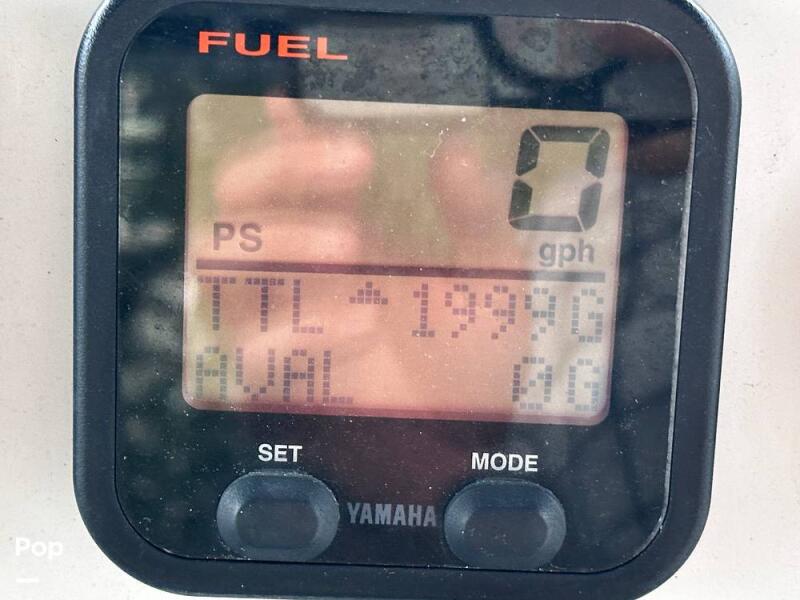 FUEL
0
PS gph
TTL 1999G
AVAL 0G
SET MODE
YAMAHA
Pop